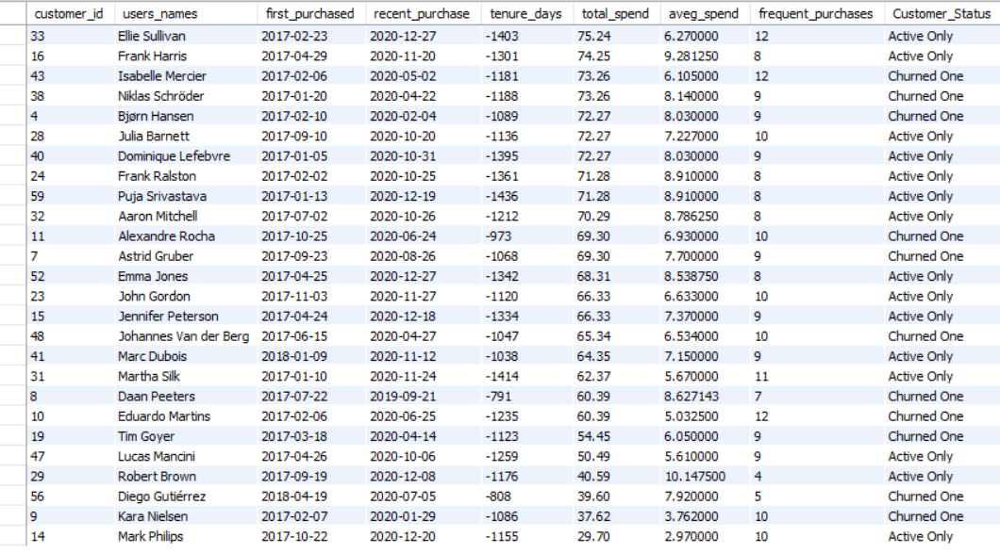 customer_id users_names first_purchased recent_purchase tenure_days total_spend aveg_spend frequent_purchases Customer_Status
33 Ellie Sullivan 2017-02-23 2020-12-27 -1403 75.24 6.270000 12 Active Only
16 Frank Harris 2017-04-29 2020-11-20 -1301 74.25 9.281250 8 Active Only
43 Isabelle Mercier 2017-02-06 2020-05-02 -1181 73.26 6.105000 12 Churned One
38 Niklas Schröder 2017-01-20 2020-04-22 -1188 73.26 8.140000 9 Churned One
4 Bjørn Hansen 2017-02-10 2020-02-04 -1089 72.27 8.030000 9 Churned One
28 Julia Barnett 2017-09-10 2020-10-20 -1136 72.27 7.227000 10 Active Only
40 Dominique Lefebvre 2017-01-05 2020-10-31 -1395 72.27 8.030000 9 Active Only
24 Frank Ralston 2017-02-02 2020-10-25 -1361 71.28 8.910000 8 Active Only
59 Puja Srivastava 2017-01-13 2020-12-19 -1436 71.28 8.910000 8 Active Only
32 Aaron Mitchell 2017-07-02 2020-10-26 -1212 70.29 8.786250 8 Active Only
11 Alexandre Rocha 2017-10-25 2020-06-24 -973 69.30 6.930000 10 Churned One
7 Astrid Gruber 2017-09-23 2020-08-26 -1068 69.30 7.700000 9 Churned One
52 Emma Jones 2017-04-25 2020-12-27 -1342 68.31 8.538750 8 Active Only
23 John Gordon 2017-11-03 2020-11-27 -1120 66.33 6.633000 10 Active Only
15 Jennifer Peterson 2017-04-24 2020-12-18 -1334 66.33 7.370000 9 Active Only
48 Johannes Van der Berg 2017-06-15 2020-04-27 -1047 65.34 6.534000 10 Churned One
41 Marc Dubois 2018-01-09 2020-11-12 -1038 64.35 7.150000 9 Active Only
31 Martha Silk 2017-01-10 2020-11-24 -1414 62.37 5.670000 11 Active Only
8 Daan Peeters 2017-07-22 2019-09-21 -791 60.39 8.627143 7 Churned One
10 Eduardo Martins 2017-02-06 2020-06-25 -1235 60.39 5.032500 12 Churned One
19 Tim Goyer 2017-03-18 2020-04-14 -1123 54.45 6.050000 9 Churned One
47 Lucas Mancini 2017-04-26 2020-10-06 -1259 50.49 5.610000 9 Active Only
29 Robert Brown 2017-09-19 2020-12-08 -1176 40.59 10.147500 4 Active Only
56 Diego Gutiérrez 2018-04-19 2020-07-05 -808 39.60 7.920000 5 Churned One
9 Kara Nielsen 2017-02-07 2020-01-29 -1086 37.62 3.762000 10 Churned One
14 Mark Philips 2017-10-22 2020-12-20 -1155 29.70 2.970000 10 Active Only